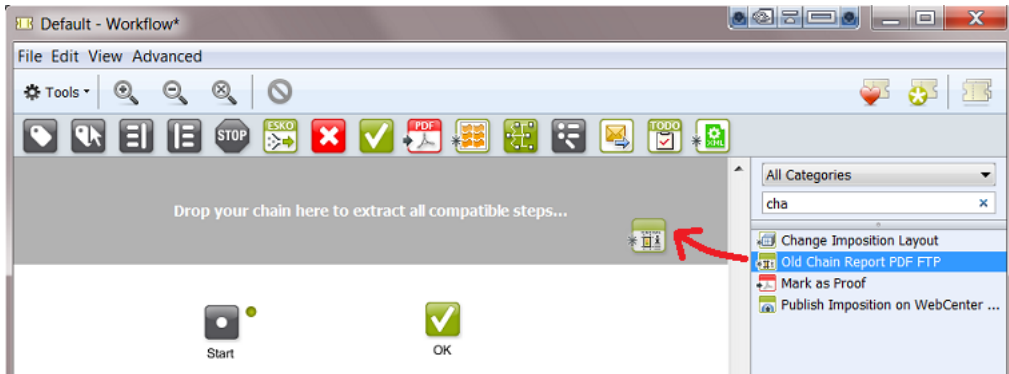 Default - Workflow*
File Edit View Advanced
Tools
STOP
ESKO
PDF
TODO
XML
Drop your chain here to extract all compatible steps...
All Categories
cha
Change Imposition Layout
Old Chain Report PDF FTP
Mark as Proof
Publish Imposition on WebCenter ...
Start
OK